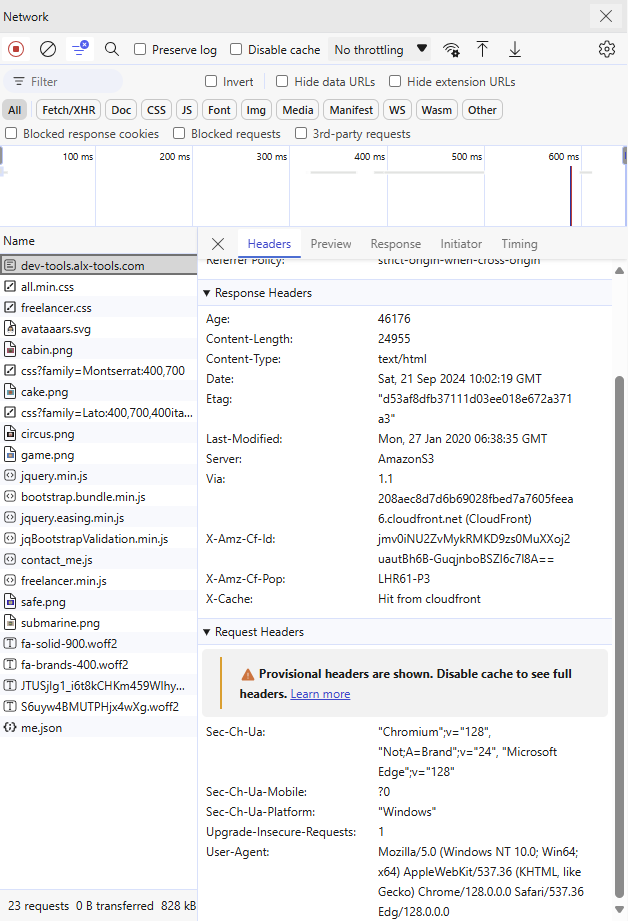 Network
Preserve log
Disable cache
No throttling
Filter
Invert
Hide data URLs
Hide extension URLs
All
Fetch/XHR
Doc
CSS
JS
Font
Img
Media
Manifest
WS
Wasm
Other
Blocked response cookies
Blocked requests
3rd-party requests
100 ms
200 ms
300 ms
400 ms
500 ms
600 ms
Name
dev-tools.alx-tools.com
all.min.css
freelancer.css
avataaars.svg
cabin.png
css?family=Montserrat:400,700
cake.png
css?family=Lato:400,700,400ita...
circus.png
game.png
jquery.min.js
bootstrap.bundle.min.js
jquery.easing.min.js
jqBootstrapValidation.min.js
contact_me.js
freelancer.min.js
safe.png
submarine.png
fa-solid-900.woff2
fa-brands-400.woff2
JTUSjIg1_i6t8kCHKm459WIhy...
S6uyw4BMUTPHjx4wXg.woff2
me.json
23 requests
0 B transferred
828 kB
Headers
Preview
Response
Initiator
Timing
Referrer Policy:
strict-origin-when-cross-origin
Response Headers
Age:
46176
Content-Length:
24955
Content-Type:
text/html
Date:
Sat, 21 Sep 2024 10:02:19 GMT
Etag:
"d53af8dfb37111d03ee018e672a371
a3"
Last-Modified:
Mon, 27 Jan 2020 06:38:35 GMT
Server:
AmazonS3
Via:
1.1
208aec8d7d6b69028fbed7a7605feea
6.cloudfront.net (CloudFront)
X-Amz-Cf-Id:
jmv0iNU2ZvMykRMKD9zs0MuXXoj2
uautBh6B-GuqjnboBSZI6c7l8A==
X-Amz-Cf-Pop:
LHR61-P3
X-Cache:
Hit from cloudfront
Request Headers
Provisional headers are shown. Disable cache to see full
headers. Learn more
Sec-Ch-Ua:
"Chromium";v="128",
"Not;A=Brand";v="24", "Microsoft
Edge";v="128"
Sec-Ch-Ua-Mobile:
?0
Sec-Ch-Ua-Platform:
"Windows"
Upgrade-Insecure-Requests:
1
User-Agent:
Mozilla/5.0 (Windows NT 10.0; Win64;
x64) AppleWebKit/537.36 (KHTML, like
Gecko) Chrome/128.0.0.0 Safari/537.36
Edg/128.0.0.0